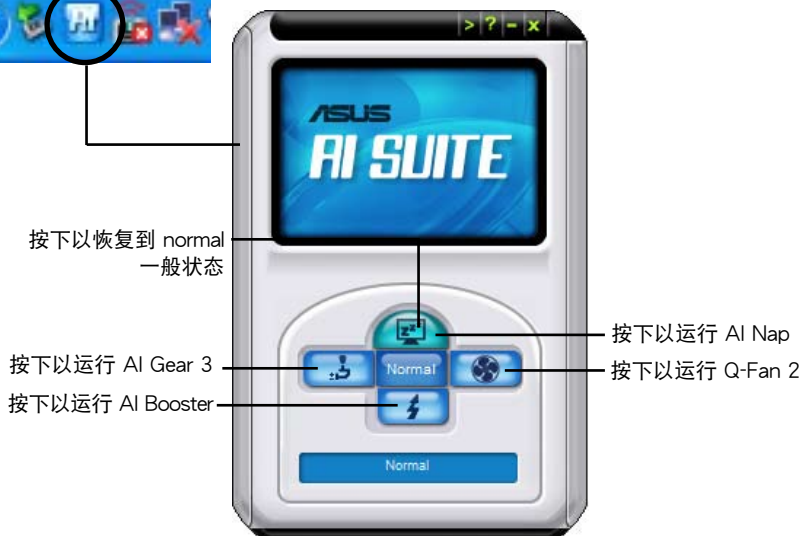 AI
> ? - x
ASUS
AI SUITE
按下以恢复到 normal
一般状态
按下以运行 AI Nap
按下以运行 AI Gear 3
Normal
按下以运行 Q-Fan 2
按下以运行 AI Booster
Normal